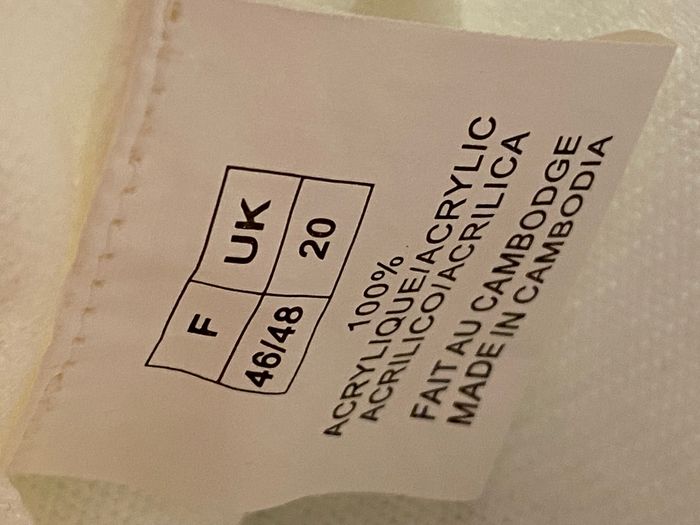 F UK
46/48 20
100%
ACRYLIQUE/ACRYLIC
ACRILICO/ACRILICA
FAIT AU CAMBODGE
MADE IN CAMBODIA